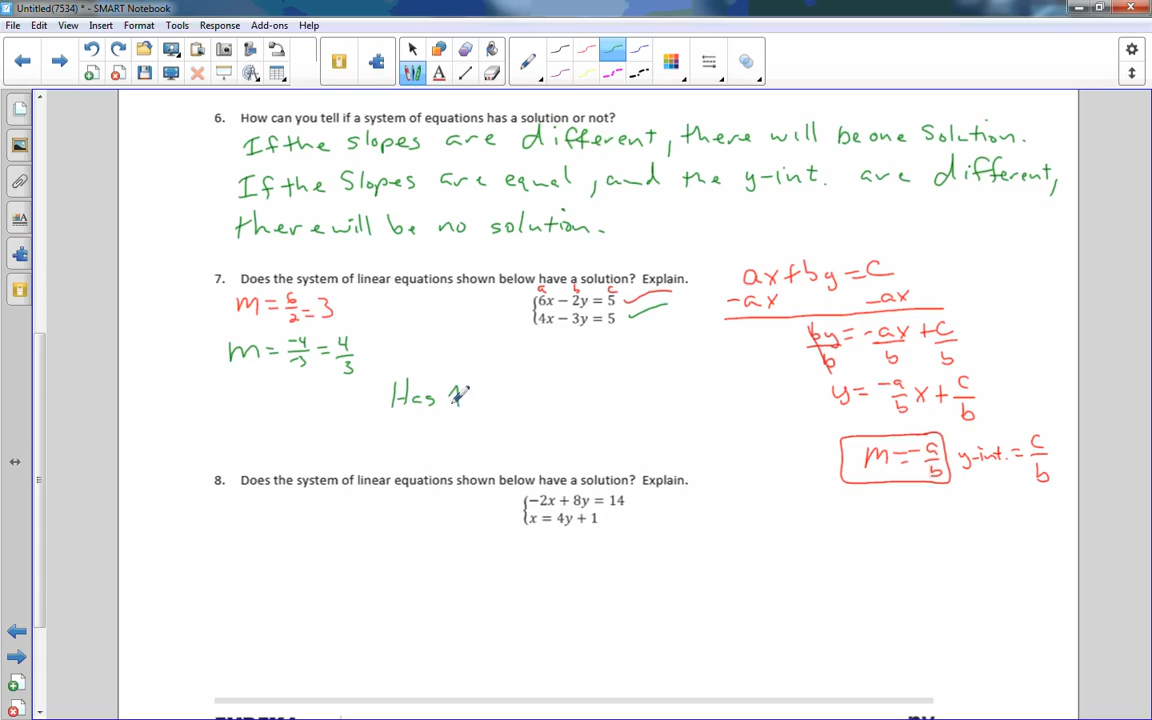 Untitled(7534) * - SMART Notebook
File Edit View Insert Format Tools Response Add-ons Help
6. How can you tell if a system of equations has a solution or not?
If the slopes are different, there will be one Solution.
If the Slopes are equal, and the y-int. are different,
there will be no solution.
7. Does the system of linear equations shown below have a solution? Explain.
a b c
6x − 2y = 5
4x − 3y = 5
m = 6/2 = 3
m = -4/-3 = 4/3
Has
ax + by = c
-ax -ax
by/b = -ax/b + c/b
y = -a/b x + c/b
m = -a/b y-int. = c/b
8. Does the system of linear equations shown below have a solution? Explain.
−2x + 8y = 14
x = 4y + 1